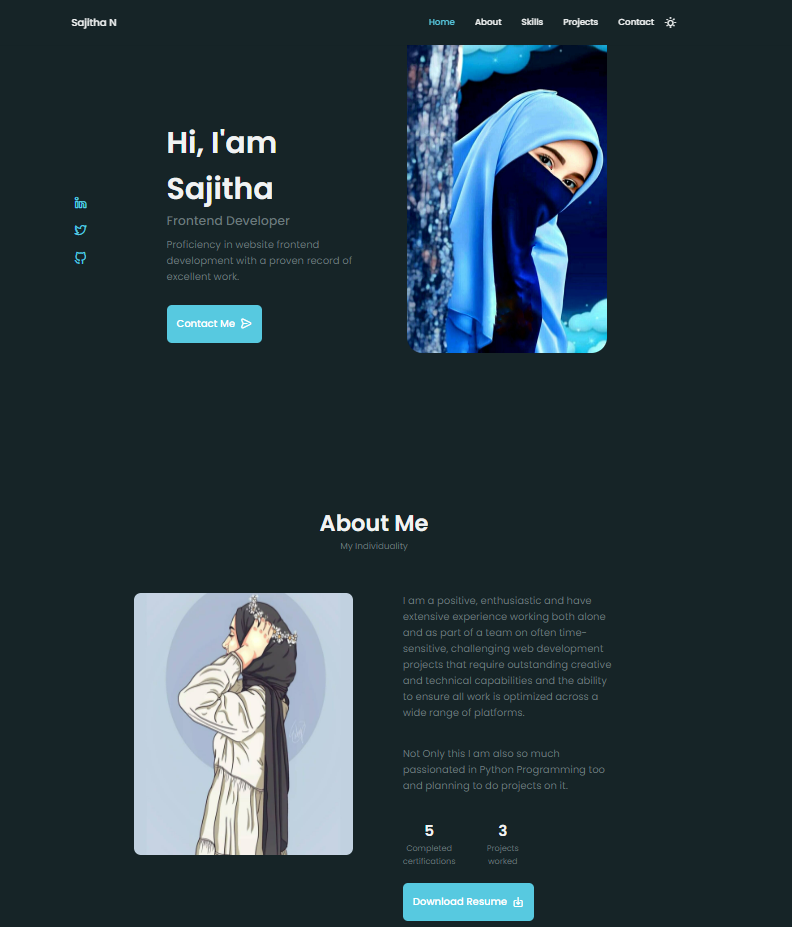 Sajitha N
Home About Skills Projects Contact
Hi, I'am
Sajitha
Frontend Developer
Proficiency in website frontend
development with a proven record of
excellent work.
Contact Me
About Me
My Individuality
I am a positive, enthusiastic and have
extensive experience working both alone
and as part of a team on often time-
sensitive, challenging web development
projects that require outstanding creative
and technical capabilities and the ability
to ensure all work is optimized across a
wide range of platforms.
Not Only this I am also so much
passionated in Python Programming too
and planning to do projects on it.
5 3
Completed Projects
certifications worked
Download Resume